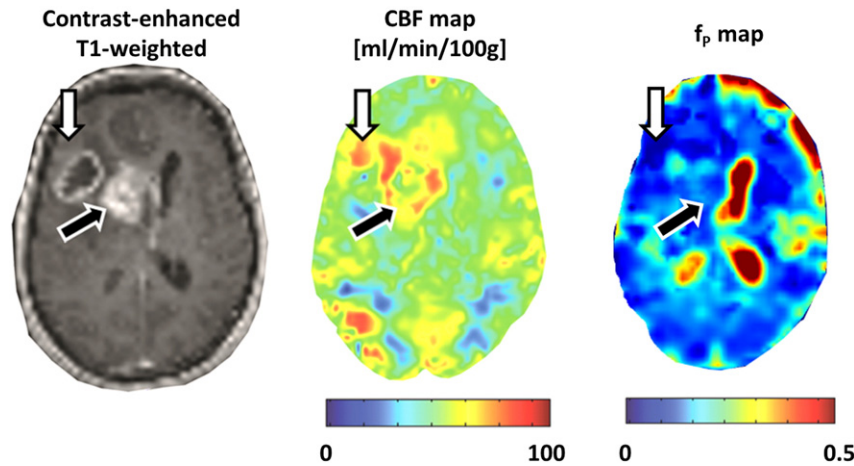 Contrast-enhanced
T1-weighted
CBF map
[ml/min/100g]
fP map
0
100
0
0.5